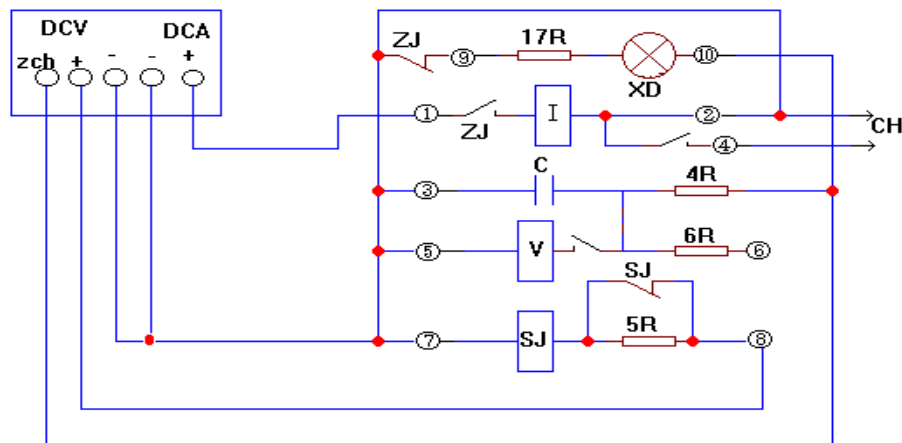 DCV DCA
zch + - - +
ZJ ⑨ 17R ⑩
XD
① ZJ I ② CH
④
③ C 4R
⑤ V 6R ⑥
SJ
⑦ SJ 5R ⑧